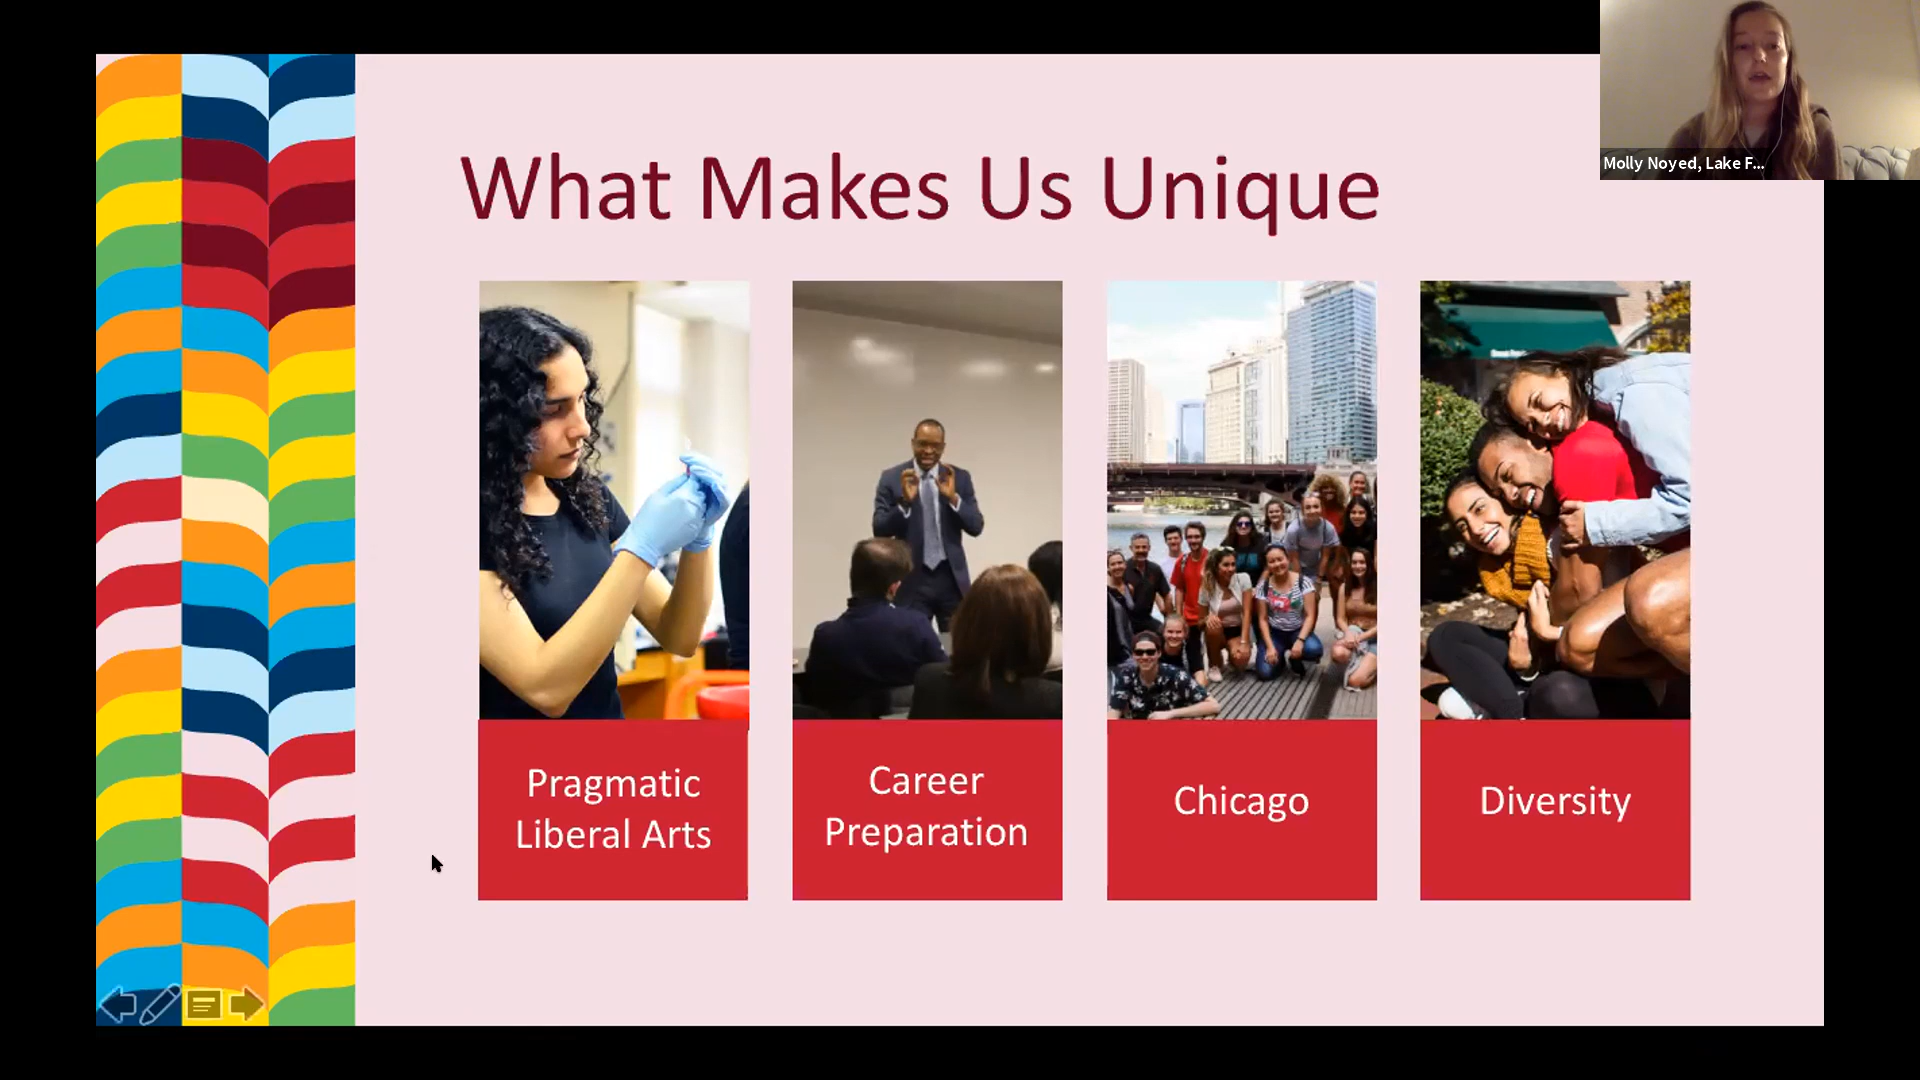 What Makes Us Unique
Molly Noyed, Lake F...
Pragmatic
Liberal Arts
Career
Preparation
Chicago
Diversity